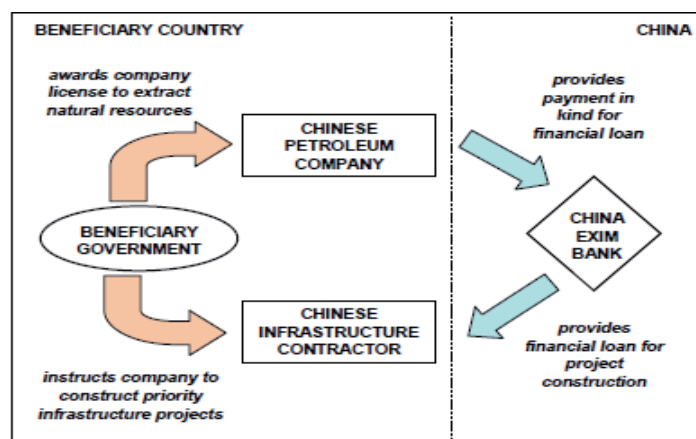 BENEFICIARY COUNTRY
CHINA
awards company
license to extract
natural resources
provides
payment in
kind for
financial loan
CHINESE
PETROLEUM
COMPANY
BENEFICIARY
GOVERNMENT
CHINA
EXIM
BANK
CHINESE
INFRASTRUCTURE
CONTRACTOR
instructs company to
construct priority
infrastructure projects
provides
financial loan for
project
construction